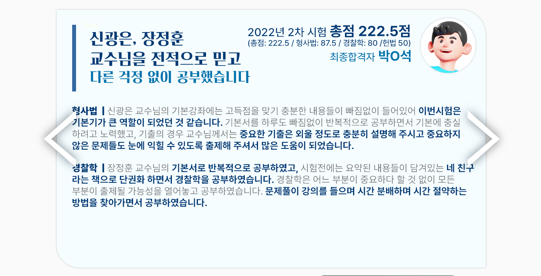 신광은, 장정훈
교수님을 전적으로 믿고
다른 걱정 없이 공부했습니다
2022년 2차 시험 총점 222.5점
(총점: 222.5 / 형사법: 87.5 / 경찰학: 80 /헌법 50)
최종합격자 박O석
형사법 | 신광은 교수님의 기본강좌에는 고득점을 맞기 충분한 내용들이 빠짐없이 들어있어 이번시험은
기본기가 큰 역할이 되었던 것 같습니다. 기본서를 하루도 빠짐없이 반복적으로 공부하면서 기본에 충실
하려고 노력했고, 기출의 경우 교수님께서는 중요한 기출은 외울 정도로 충분히 설명해 주시고 중요하지
않은 문제들도 눈에 익힐 수 있도록 출제해 주셔서 많은 도움이 되었습니다.
경찰학 | 장정훈 교수님의 기본서로 반복적으로 공부하였고, 시험전에는 요약된 내용들이 담겨있는 네 친구
라는 책으로 단권화 하면서 경찰학을 공부하였습니다. 경찰학은 어느 부분이 중요하다 할 것 없이 모든
부분이 출제될 가능성을 열어놓고 공부하였습니다. 문제풀이 강의를 들으며 시간 분배하며 시간 절약하는
방법을 찾아가면서 공부하였습니다.